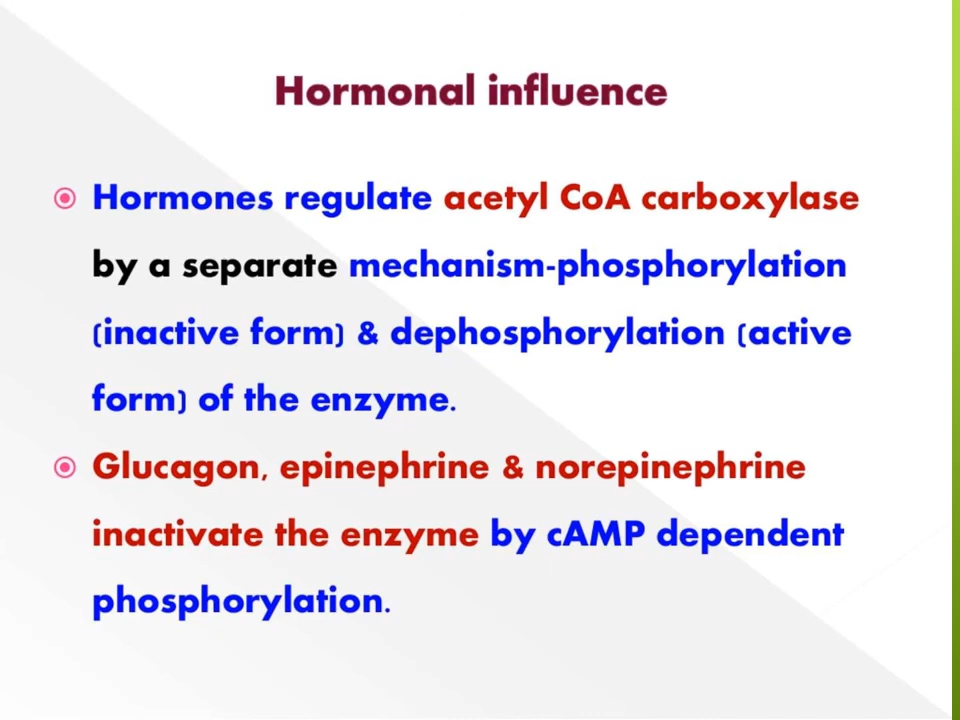 Hormonal influence
Hormones regulate acetyl CoA carboxylase
by a separate mechanism-phosphorylation
(inactive form) & dephosphorylation (active
form) of the enzyme.
Glucagon, epinephrine & norepinephrine
inactivate the enzyme by cAMP dependent
phosphorylation.